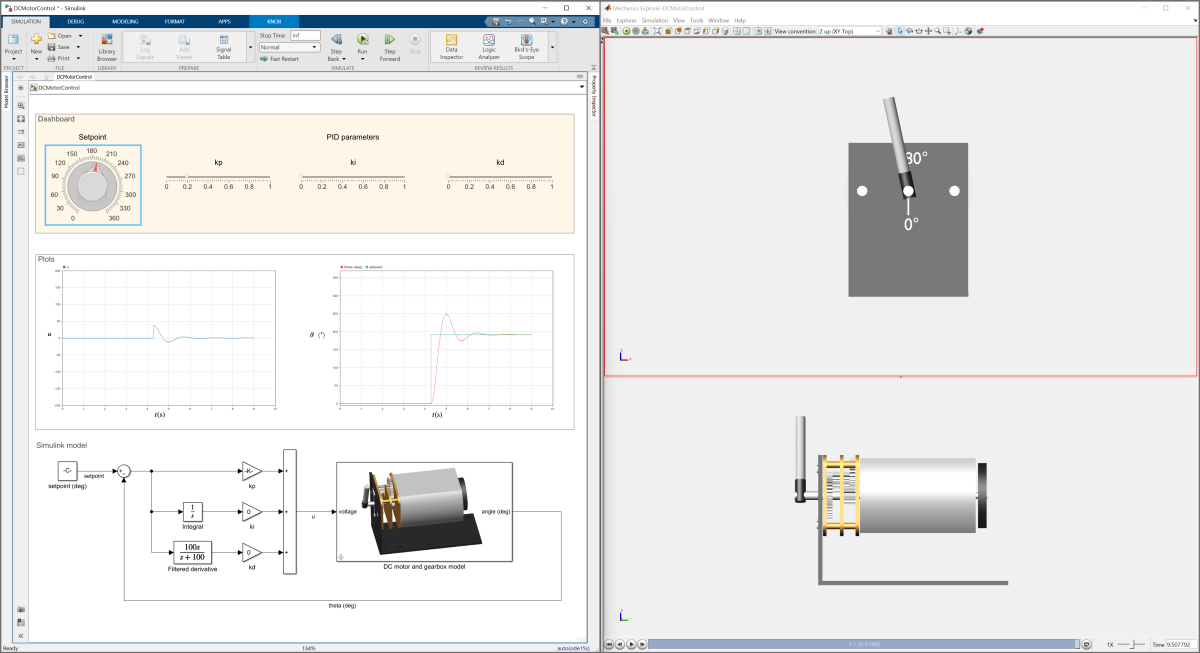 DCMotorControl * - Simulink
SIMULATION DEBUG MODELING FORMAT APPS KNOB
Project New Open Save Print Library Browser Log Signals Add Viewer Signal Table
Stop Time inf
Normal
Fast Restart
Step Back Run Step Forward Stop Data Inspector Logic Analyzer Bird's-Eye Scope
PROJECT FILE LIBRARY PREPARE SIMULATE REVIEW RESULTS
DCMotorControl
DCMotorControl
Model Browser
Property Inspector
Dashboard
Setpoint
0 30 60 90 120 150 180 210 240 270 300 330 360
PID parameters
kp
0 0.2 0.4 0.6 0.8 1
ki
0 0.2 0.4 0.6 0.8 1
kd
0 0.2 0.4 0.6 0.8 1
Plots
u
t(s)
theta (deg) setpoint
θ (°)
t(s)
Simulink model
-C-
setpoint
setpoint (deg)
-K-
kp
1
s
Integral
0
ki
100s
s + 100
Filtered derivative
0
kd
u
voltage
angle (deg)
DC motor and gearbox model
theta (deg)
Ready 134% auto(ode15s)
Mechanics Explorer-DCMotorControl
File Explorer Simulation View Tools Window Help
View convention: Z up (XY Top)
80°
0°
1X Time 9.507792